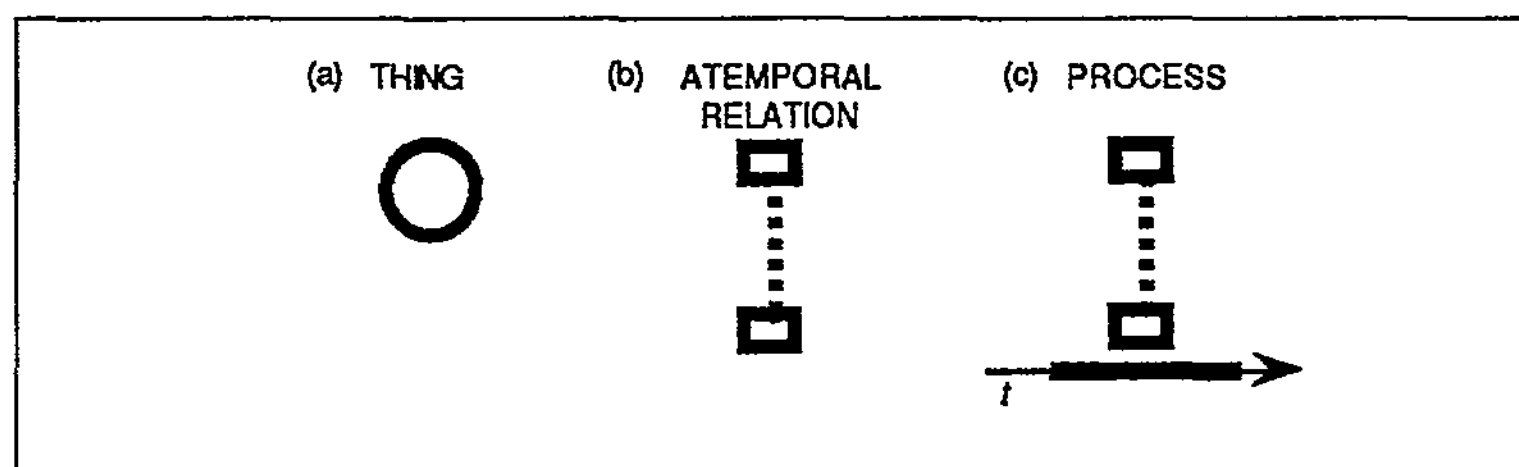 (a) THING
(b) ATEMPORAL
RELATION
(c) PROCESS
t